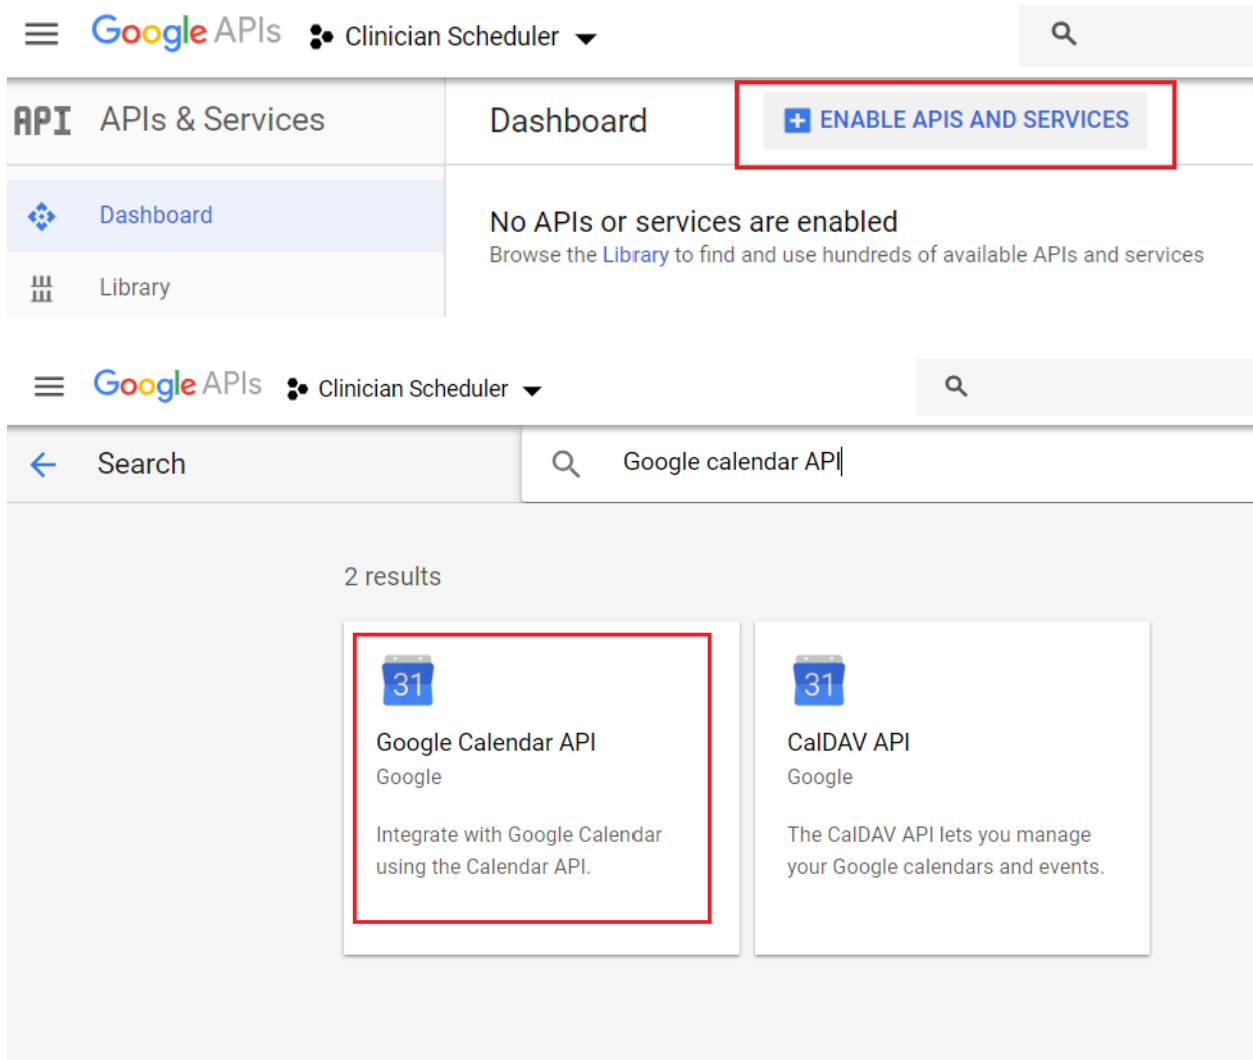 Google APIs Clinician Scheduler
API APIs & Services Dashboard ENABLE APIS AND SERVICES
Dashboard
Library
No APIs or services are enabled
Browse the Library to find and use hundreds of available APIs and services
Google APIs Clinician Scheduler
Search Google calendar API
2 results
31
Google Calendar API
Google
Integrate with Google Calendar
using the Calendar API.
31
CalDAV API
Google
The CalDAV API lets you manage
your Google calendars and events.